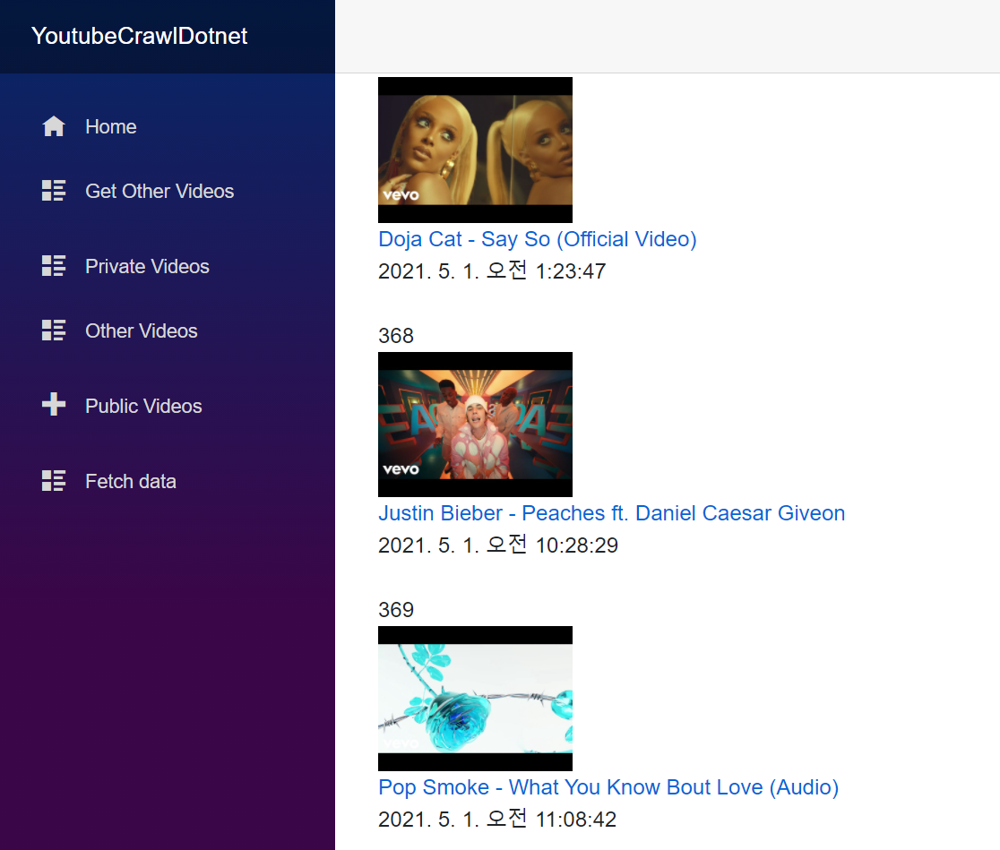 YoutubeCrawlDotnet
Home
Get Other Videos
Private Videos
Other Videos
Public Videos
Fetch data
vevo
Doja Cat - Say So (Official Video)
2021. 5. 1. 오전 1:23:47
368
vevo
Justin Bieber - Peaches ft. Daniel Caesar Giveon
2021. 5. 1. 오전 10:28:29
369
vevo
Pop Smoke - What You Know Bout Love (Audio)
2021. 5. 1. 오전 11:08:42